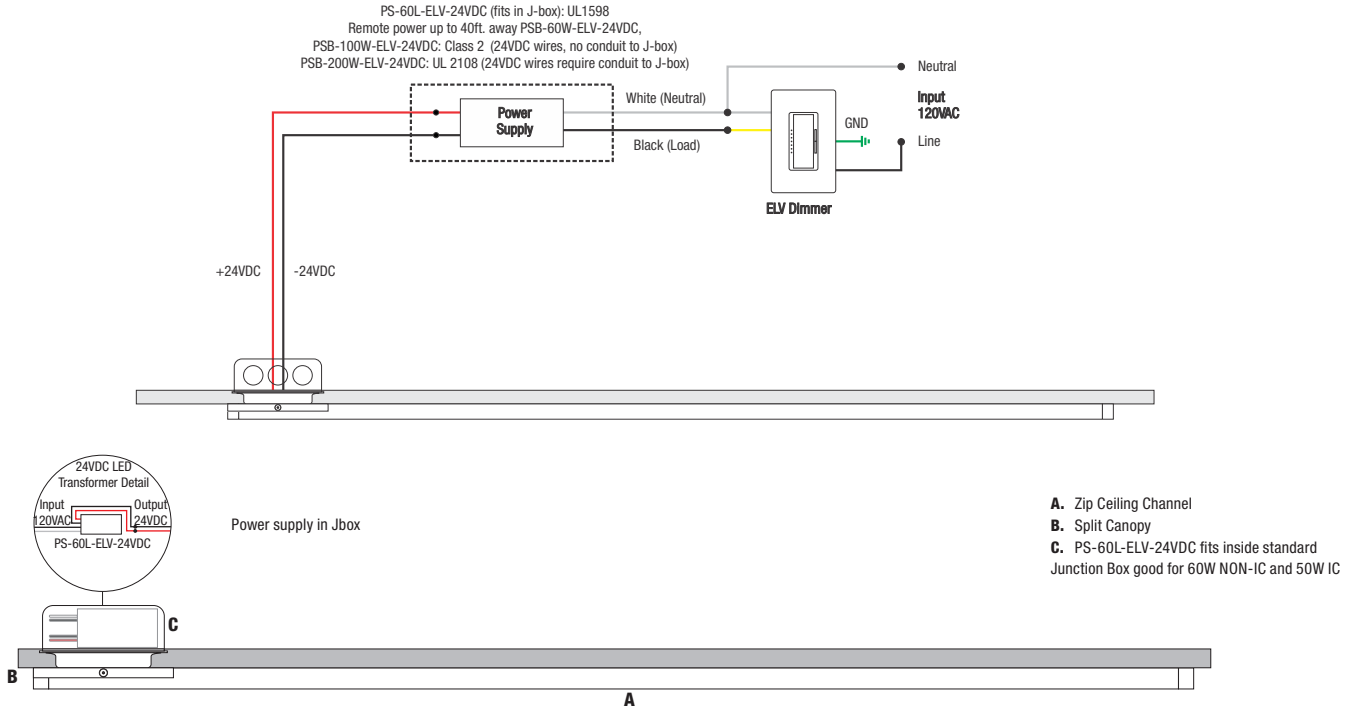 PS-60L-ELV-24VDC (fits in J-box): UL1598
Remote power up to 40ft. away PSB-60W-ELV-24VDC,
PSB-100W-ELV-24VDC: Class 2 (24VDC wires, no conduit to J-box)
PSB-200W-ELV-24VDC: UL 2108 (24VDC wires require conduit to J-box)
Neutral
Input
120VAC
Line
White (Neutral)
Power
Supply
Black (Load)
GND
ELV Dimmer
+24VDC
-24VDC
24VDC LED
Transformer Detail
Input
120VAC
Output
24VDC
PS-60L-ELV-24VDC
Power supply in Jbox
A. Zip Ceiling Channel
B. Split Canopy
C. PS-60L-ELV-24VDC fits inside standard
Junction Box good for 60W NON-IC and 50W IC
C
B
A